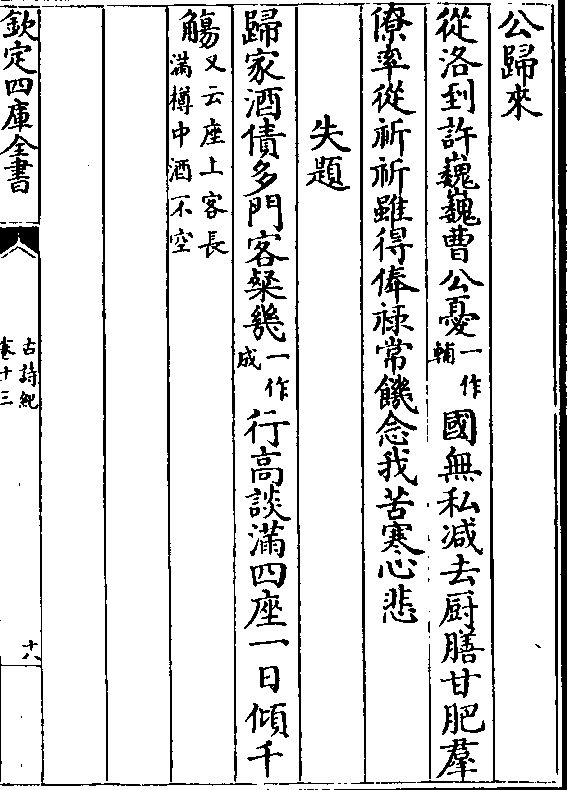 公歸來
從洛到許巍巍曹公憂一作輔國無私减去厨膳甘肥羣
僚率從祈祈雖得俸禄常饑念我苦寒心悲
失題
歸家酒債多門客粲幾一作成行高談滿四座一日傾千
觴又云座上客長滿樽中酒不空
欽定四庫全書
古詩紀
卷十三
十八